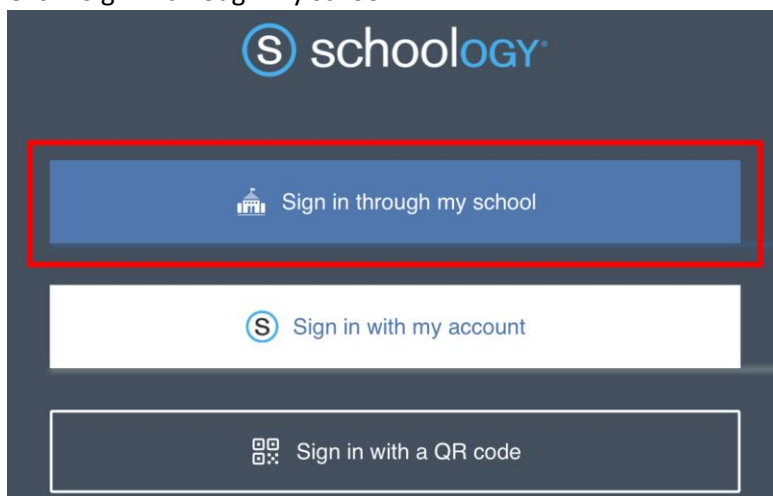 S schoology
Sign in through my school
S Sign in with my account
Sign in with a QR code